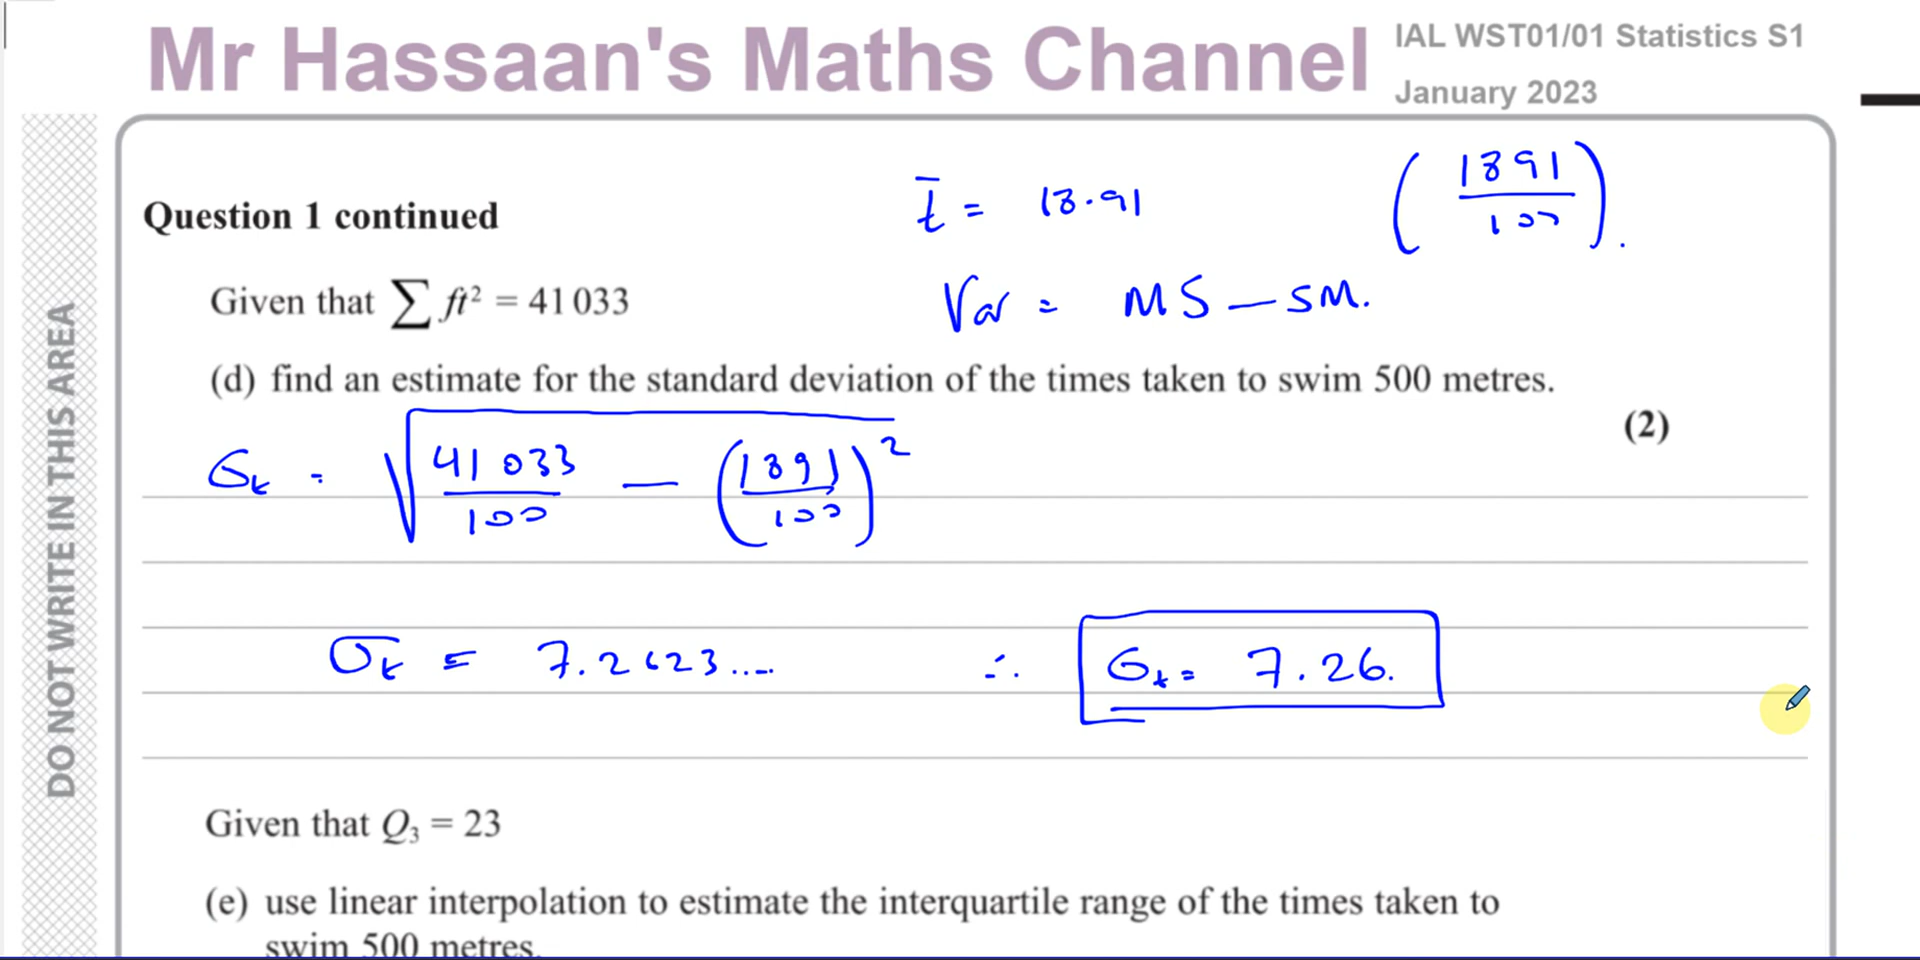 Mr Hassaan's Maths Channel
IAL WST01/01 Statistics S1
January 2023
DO NOT WRITE IN THIS AREA
Question 1 continued
t̄ = 18.91 (1891/100).
Given that ∑ ft² = 41 033
Var = MS – SM.
(d) find an estimate for the standard deviation of the times taken to swim 500 metres.
(2)
σt = √(41 033/100 – (1891/100)²)
σt = 7.2623....
∴ σt = 7.26.
Given that Q₃ = 23
(e) use linear interpolation to estimate the interquartile range of the times taken to
swim 500 metres.